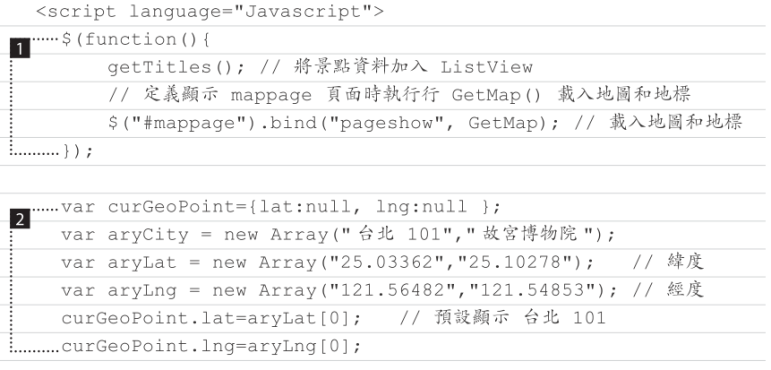 <script language="Javascript">
1 $(function(){
getTitles(); // 將景點資料加入 ListView
// 定義顯示 mappage 頁面時執行行 GetMap() 載入地圖和地標
$("#mappage").bind("pageshow", GetMap); // 載入地圖和地標
});
2 var curGeoPoint={lat:null, lng:null };
var aryCity = new Array("台北 101","故宮博物院");
var aryLat = new Array("25.03362","25.10278"); // 緯度
var aryLng = new Array("121.56482","121.54853"); // 經度
curGeoPoint.lat=aryLat[0]; // 預設顯示 台北 101
curGeoPoint.lng=aryLng[0];